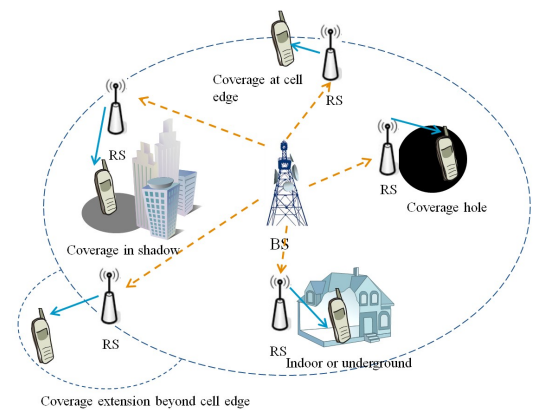 Coverage at cell
edge
RS
RS
RS
Coverage hole
Coverage in shadow
BS
RS
RS
Indoor or underground
Coverage extension beyond cell edge